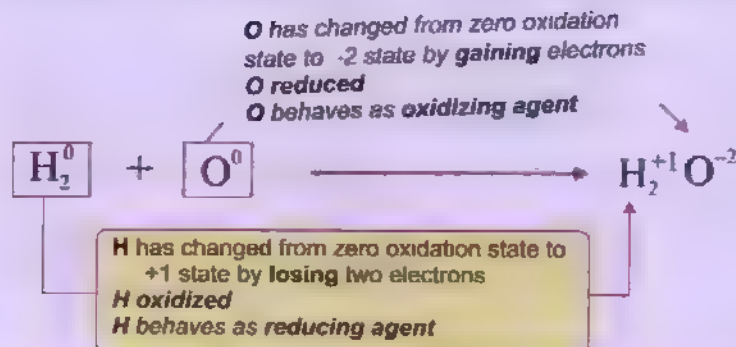 O has changed from zero oxidation
state to -2 state by gaining electrons
O reduced
O behaves as oxidizing agent
H₂⁰ + O⁰ → H₂⁺¹ O⁻²
H has changed from zero oxidation state to
+1 state by losing two electrons
H oxidized
H behaves as reducing agent